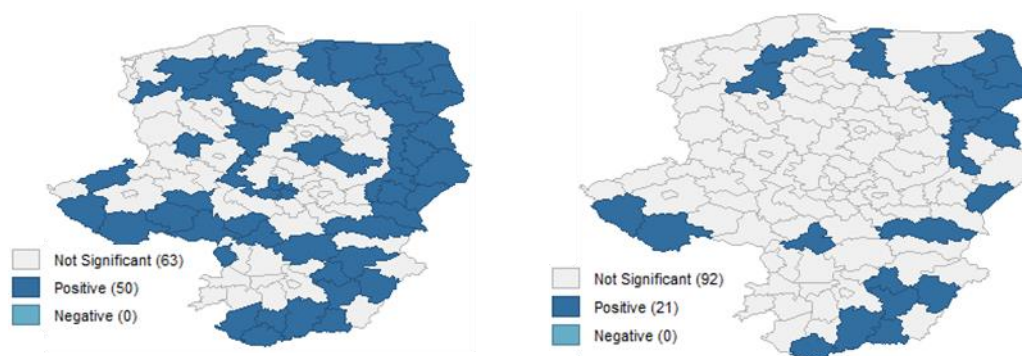 Not Significant (63)
Positive (50)
Negative (0)
Not Significant (92)
Positive (21)
Negative (0)